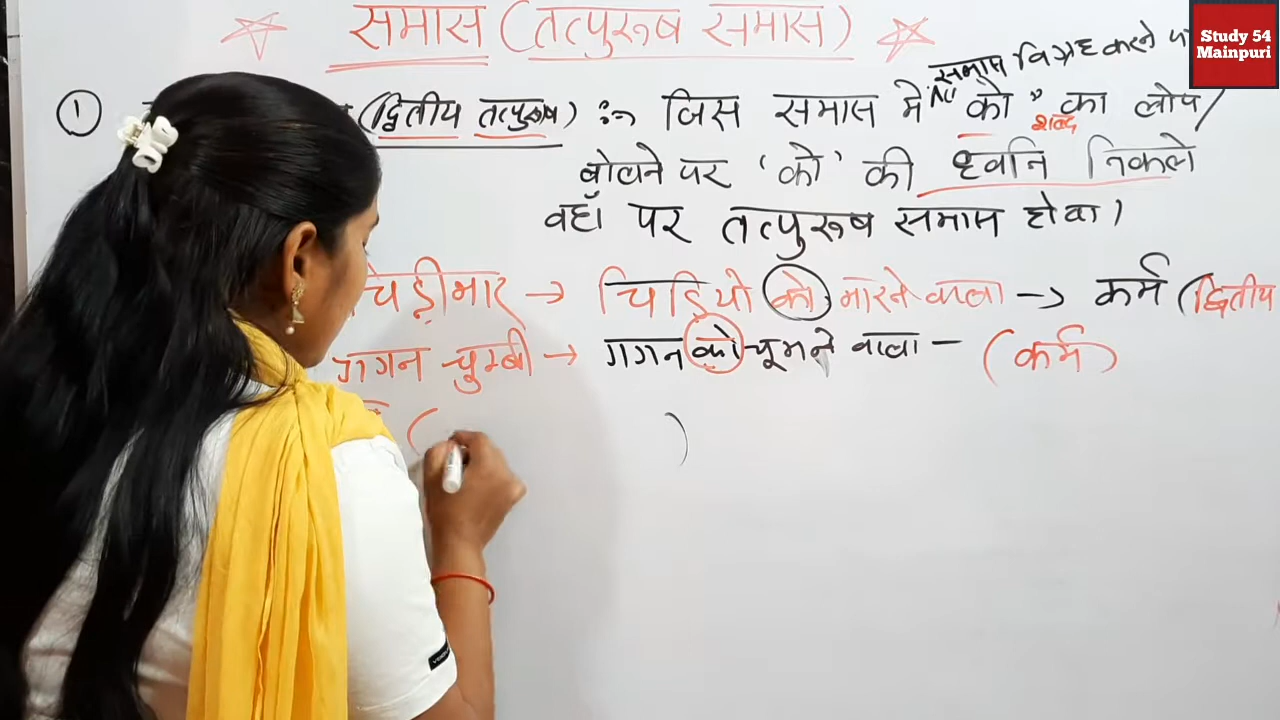 समास (तत्पुरूष समास)
Study 54
Mainpuri
समास विग्रह करने
① (द्वितीय तत्पुरूष) :- जिस समास में "को" शब्द का लोप/
बोलने पर 'को' की ध्वनि निकले
वहाँ पर तत्पुरूष समास होगा।
चिड़ीमार → चिड़ियो को मारने वाला → कर्म (द्वितीय
गगन चुम्बी → गगन को चूमने वाला - (कर्म)
( )